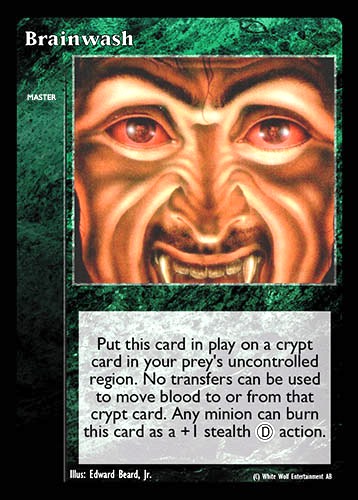 Brainwash
MASTER
Put this card in play on a crypt
card in your prey's uncontrolled
region. No transfers can be used
to move blood to or from that
crypt card. Any minion can burn
this card as a +1 stealth Ⓓ action.
Illus: Edward Beard, Jr.
(C) White Wolf Entertainment AB